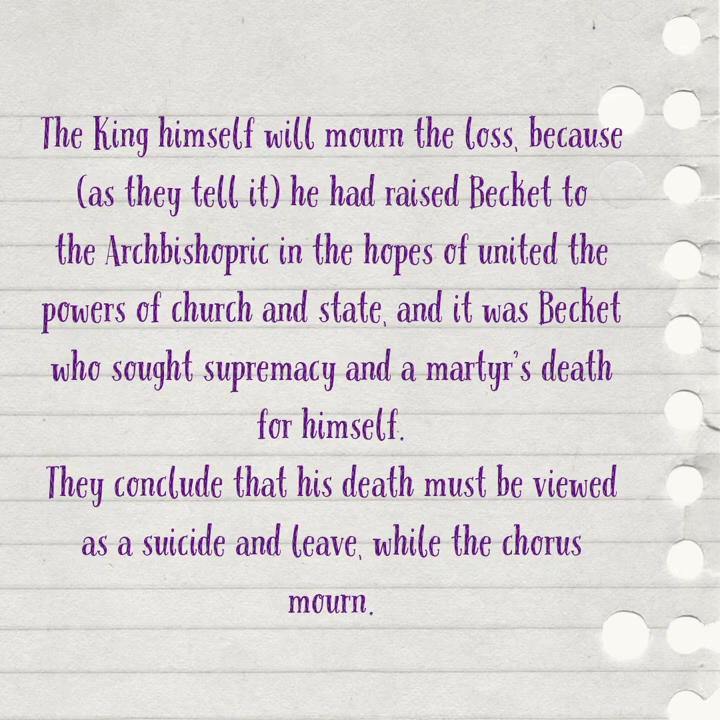 The King himself will mourn the loss, because
(as they tell it) he had raised Becket to
the Archbishopric in the hopes of united the
powers of church and state, and it was Becket
who sought supremacy and a martyr's death
for himself.
They conclude that his death must be viewed
as a suicide and leave, while the chorus
mourn.